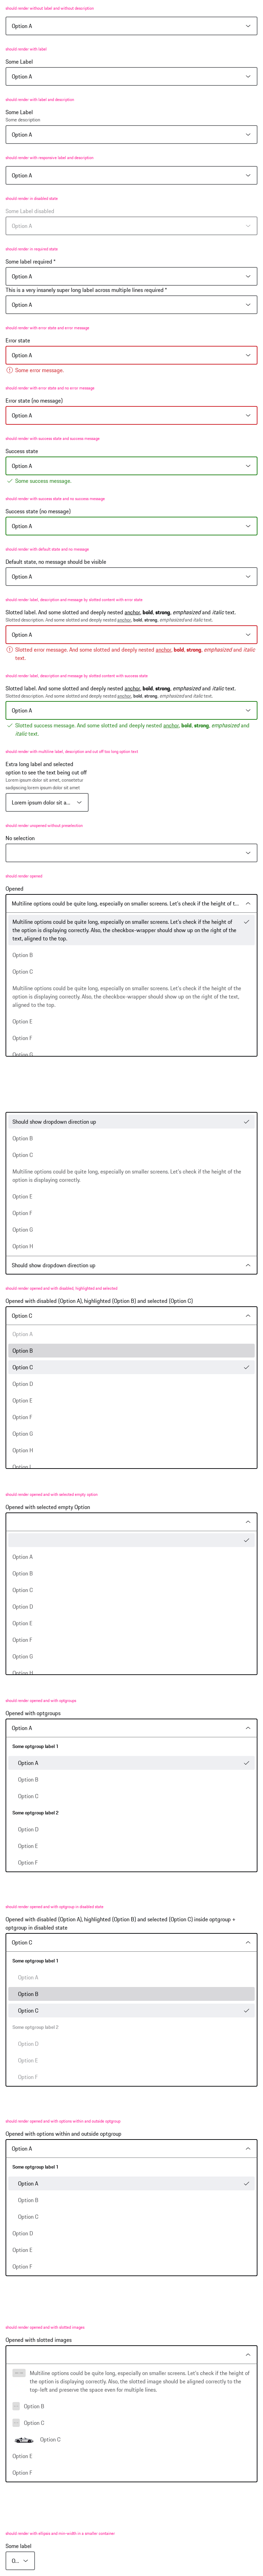 should render without label and without description
Option A
should render with label
Some Label
Option A
should render with label and description
Some Label
Some description
Option A
should render with responsive label and description
Option A
should render in disabled state
Some Label disabled
Option A
should render in required state
Some label required *
Option A
This is a very insanely super long label across multiple lines required *
Option A
should render with error state and error message
Error state
Option A
Some error message.
should render with error state and no error message
Error state (no message)
Option A
should render with success state and success message
Success state
Option A
Some success message.
should render with success state and no success message
Success state (no message)
Option A
should render with default state and no message
Default state, no message should be visible
Option A
should render label, description and message by slotted content with error state
Slotted label. And some slotted and deeply nested anchor, bold, strong, emphasized and italic text.
Slotted description. And some slotted and deeply nested anchor, bold, strong, emphasized and italic text.
Option A
Slotted error message. And some slotted and deeply nested anchor, bold, strong, emphasized and italic
text.
should render label, description and message by slotted content with success state
Slotted label. And some slotted and deeply nested anchor, bold, strong, emphasized and italic text.
Slotted description. And some slotted and deeply nested anchor, bold, strong, emphasized and italic text.
Option A
Slotted success message. And some slotted and deeply nested anchor, bold, strong, emphasized and
italic text.
should render with multiline label, description and cut off too long option text
Extra long label and selected
option to see the text being cut off
Lorem ipsum dolor sit amet, consetetur
sadipscing lorem ipsum dolor sit amet
Lorem ipsum dolor sit a...
should render unopened without preselection
No selection
should render opened
Opened
Multiline options could be quite long, especially on smaller screens. Let's check if the height of t...
Multiline options could be quite long, especially on smaller screens. Let's check if the height of
the option is displaying correctly. Also, the checkbox-wrapper should show up on the right of the
text, aligned to the top.
Option B
Option C
Multiline options could be quite long, especially on smaller screens. Let's check if the height of the
option is displaying correctly. Also, the checkbox-wrapper should show up on the right of the text,
aligned to the top.
Option E
Option F
Option G
Should show dropdown direction up
Option B
Option C
Multiline options could be quite long, especially on smaller screens. Let's check if the height of the
option is displaying correctly.
Option E
Option F
Option G
Option H
Should show dropdown direction up
should render opened and with disabled, highlighted and selected
Opened with disabled (Option A), highlighted (Option B) and selected (Option C)
Option C
Option A
Option B
Option C
Option D
Option E
Option F
Option G
Option H
Option I
should render opened and with selected empty option
Opened with selected empty Option
Option A
Option B
Option C
Option D
Option E
Option F
Option G
Option H
should render opened and with optgroups
Opened with optgroups
Option A
Some optgroup label 1
Option A
Option B
Option C
Some optgroup label 2
Option D
Option E
Option F
should render opened and with optgroup in disabled state
Opened with disabled (Option A), highlighted (Option B) and selected (Option C) inside optgroup +
optgroup in disabled state
Option C
Some optgroup label 1
Option A
Option B
Option C
Some optgroup label 2
Option D
Option E
Option F
should render opened and with options within and outside optgroup
Opened with options within and outside optgroup
Option A
Some optgroup label 1
Option A
Option B
Option C
Option D
Option E
Option F
should render opened and with slotted images
Opened with slotted images
Multiline options could be quite long, especially on smaller screens. Let's check if the height of
the option is displaying correctly. Also, the slotted image should be aligned correctly to the
top-left and preserve the space even for multiple lines.
Option B
Option C
Option C
Option E
Option F
should render with ellipsis and min-width in a smaller container
Some label
O...